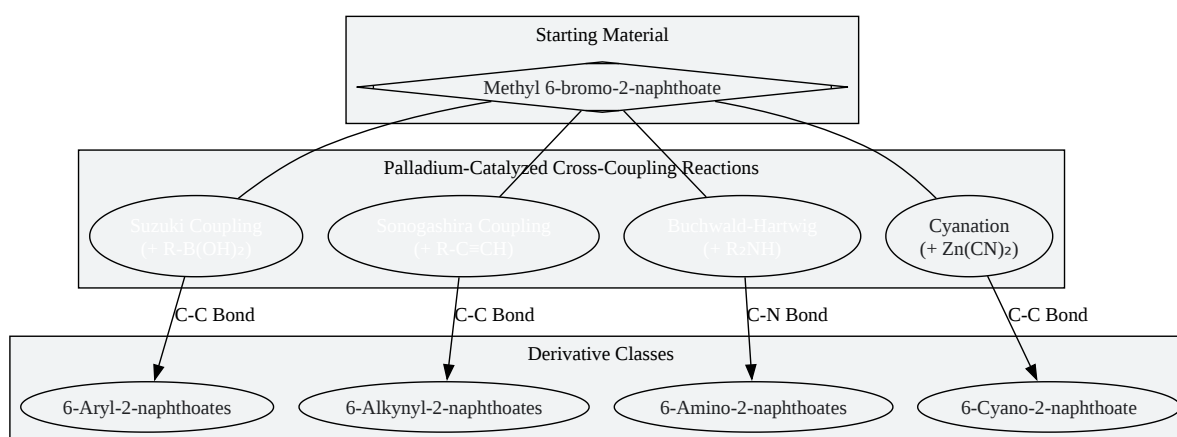 Starting Material
Methyl 6-bromo-2-naphthoate
Palladium-Catalyzed Cross-Coupling Reactions
Suzuki Coupling
(+ R-B(OH)₂)
Sonogashira Coupling
(+ R-C≡CH)
Buchwald-Hartwig
(+ R₂NH)
Cyanation
(+ Zn(CN)₂)
C-C Bond
C-C Bond
C-N Bond
C-C Bond
Derivative Classes
6-Aryl-2-naphthoates
6-Alkynyl-2-naphthoates
6-Amino-2-naphthoates
6-Cyano-2-naphthoate